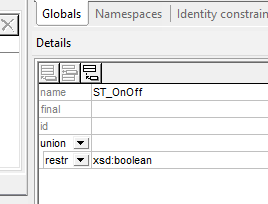 Globals Namespaces Identity constrain
Details
name ST_OnOff
final
id
union
restr xsd:boolean